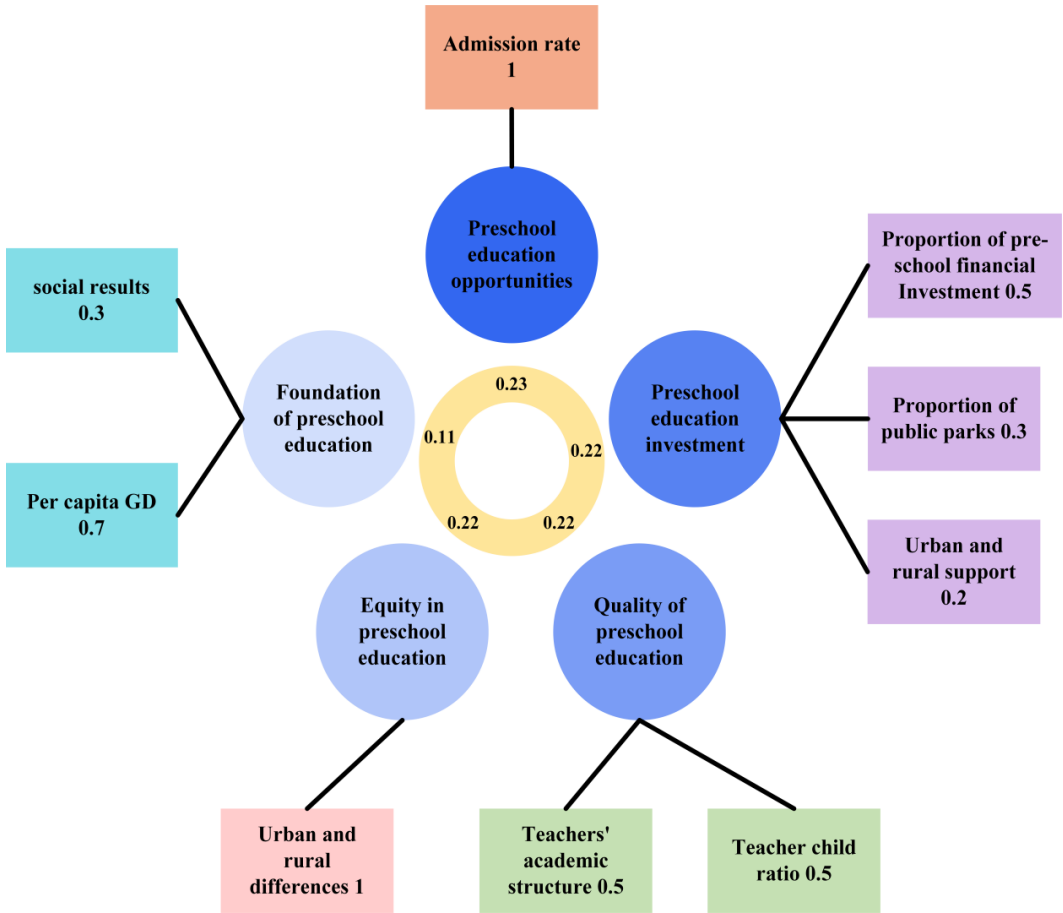 Admission rate
1
Preschool
education
opportunities
Proportion of pre-
school financial
Investment 0.5
social results
0.3
Foundation
of preschool
education
0.23
0.11
0.22
0.22
0.22
Preschool
education
investment
Proportion of
public parks 0.3
Per capita GD
0.7
Urban and
rural support
0.2
Equity in
preschool
education
Quality of
preschool
education
Urban and
rural
differences 1
Teachers'
academic
structure 0.5
Teacher child
ratio 0.5